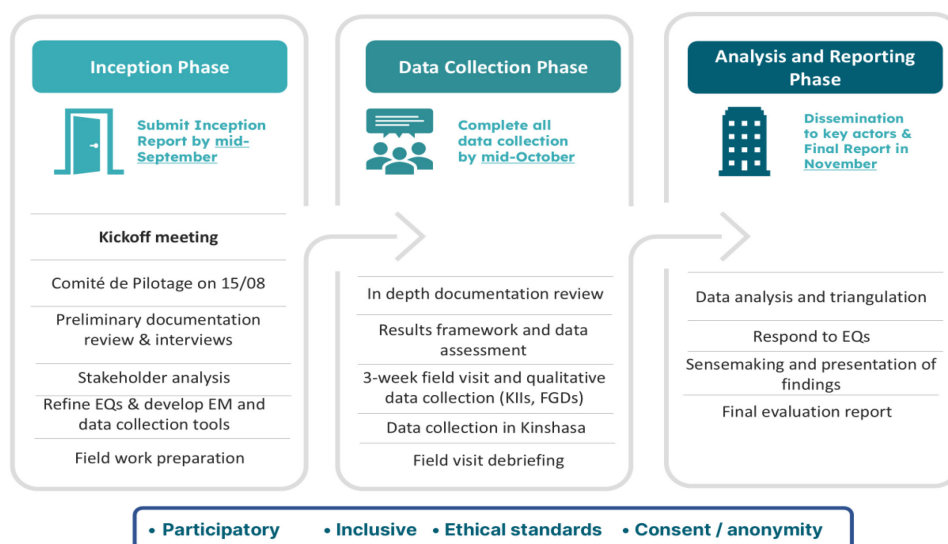 Inception Phase
Submit Inception
Report by mid-
September
Kickoff meeting
Comité de Pilotage on 15/08
Preliminary documentation
review & interviews
Stakeholder analysis
Refine EQs & develop EM and
data collection tools
Field work preparation
Data Collection Phase
Complete all
data collection
by mid-October
In depth documentation review
Results framework and data
assessment
3-week field visit and qualitative
data collection (KIIs, FGDs)
Data collection in Kinshasa
Field visit debriefing
Analysis and Reporting
Phase
Dissemination
to key actors &
Final Report in
November
Data analysis and triangulation
Respond to EQs
Sensemaking and presentation of
findings
Final evaluation report
• Participatory • Inclusive • Ethical standards • Consent / anonymity